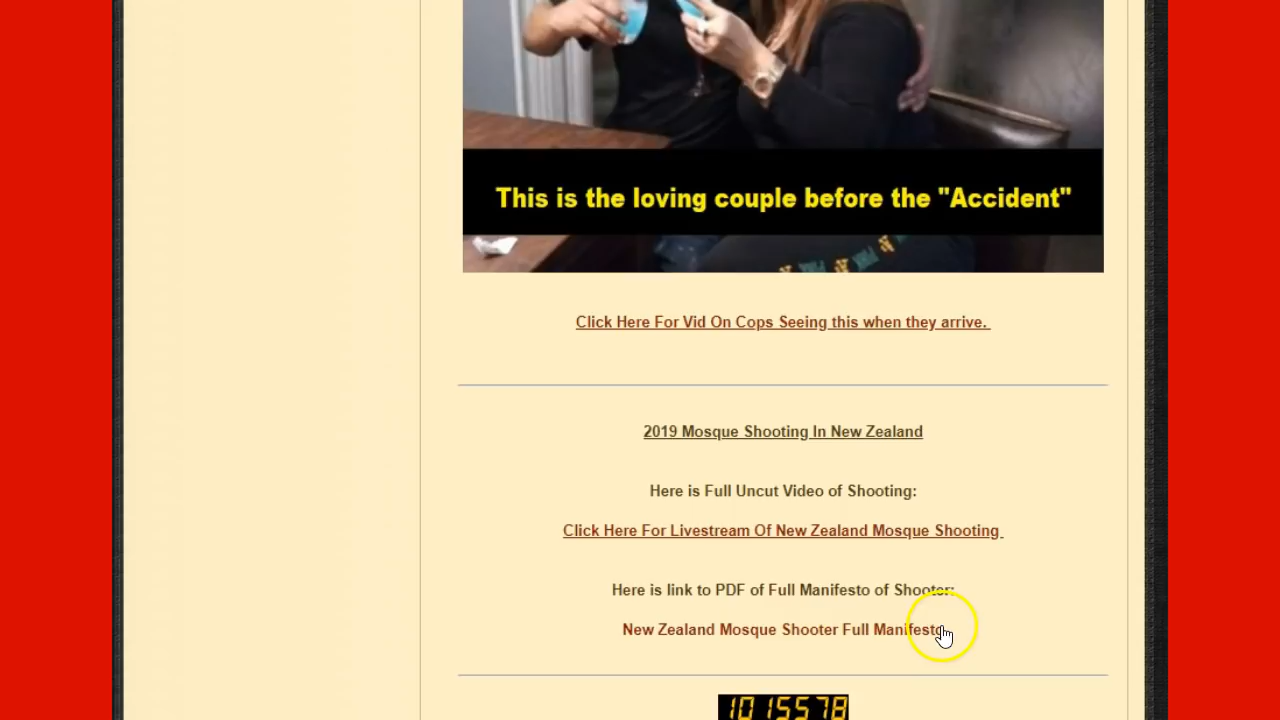 This is the loving couple before the "Accident"
Click Here For Vid On Cops Seeing this when they arrive.
2019 Mosque Shooting In New Zealand
Here is Full Uncut Video of Shooting:
Click Here For Livestream Of New Zealand Mosque Shooting
Here is link to PDF of Full Manifesto of Shooter:
New Zealand Mosque Shooter Full Manifesto
1015578